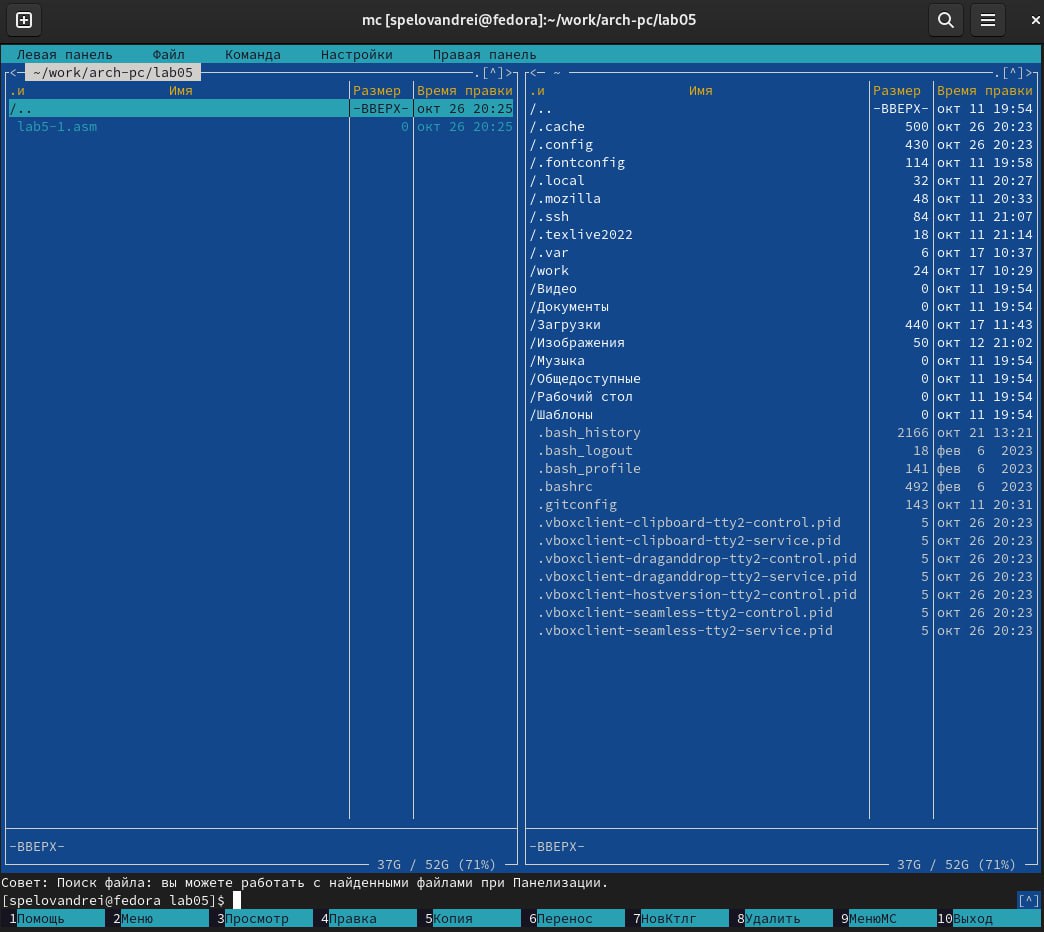 mc [spelovandrei@fedora]:~/work/arch-pc/lab05
Левая панель Файл Команда Настройки Правая панель
<─ ~/work/arch-pc/lab05 .[^]> <─ ~ .[^]>
.и Имя Размер Время правки .и Имя Размер Время правки
/.. -ВВЕРХ- окт 26 20:25 /.. -ВВЕРХ- окт 11 19:54
lab5-1.asm 0 окт 26 20:25 /.cache 500 окт 26 20:23
/.config 430 окт 26 20:23
/.fontconfig 114 окт 11 19:58
/.local 32 окт 11 20:27
/.mozilla 48 окт 11 20:33
/.ssh 84 окт 11 21:07
/.texlive2022 18 окт 11 21:14
/.var 6 окт 17 10:37
/work 24 окт 17 10:29
/Видео 0 окт 11 19:54
/Документы 0 окт 11 19:54
/Загрузки 440 окт 17 11:43
/Изображения 50 окт 12 21:02
/Музыка 0 окт 11 19:54
/Общедоступные 0 окт 11 19:54
/Рабочий стол 0 окт 11 19:54
/Шаблоны 0 окт 11 19:54
.bash_history 2166 окт 21 13:21
.bash_logout 18 фев 6 2023
.bash_profile 141 фев 6 2023
.bashrc 492 фев 6 2023
.gitconfig 143 окт 11 20:31
.vboxclient-clipboard-tty2-control.pid 5 окт 26 20:23
.vboxclient-clipboard-tty2-service.pid 5 окт 26 20:23
.vboxclient-draganddrop-tty2-control.pid 5 окт 26 20:23
.vboxclient-draganddrop-tty2-service.pid 5 окт 26 20:23
.vboxclient-hostversion-tty2-control.pid 5 окт 26 20:23
.vboxclient-seamless-tty2-control.pid 5 окт 26 20:23
.vboxclient-seamless-tty2-service.pid 5 окт 26 20:23
-ВВЕРХ- -ВВЕРХ-
37G / 52G (71%) 37G / 52G (71%)
Совет: Поиск файла: вы можете работать с найденными файлами при Панелизации.
[spelovandrei@fedora lab05]$ [^]
1Помощь 2Меню 3Просмотр 4Правка 5Копия 6Перенос 7НовКтлг 8Удалить 9МенюМС 10Выход